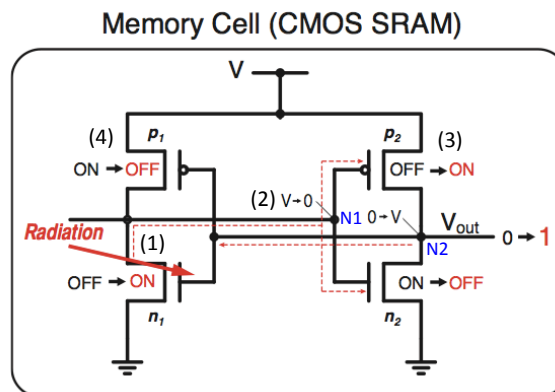 Memory Cell (CMOS SRAM)
V
(4) p₁ p₂ (3)
ON → OFF OFF → ON
(2) V→0 N1 0→V Vout 0→1
Radiation (1) N2
OFF → ON ON → OFF
n₁ n₂